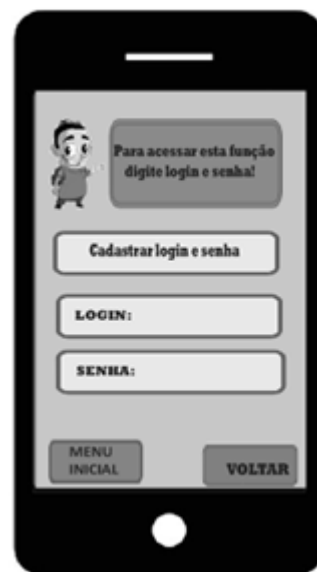 Para acessar esta função
digite login e senha!
Cadastrar login e senha
LOGIN:
SENHA:
MENU
INICIAL
VOLTAR